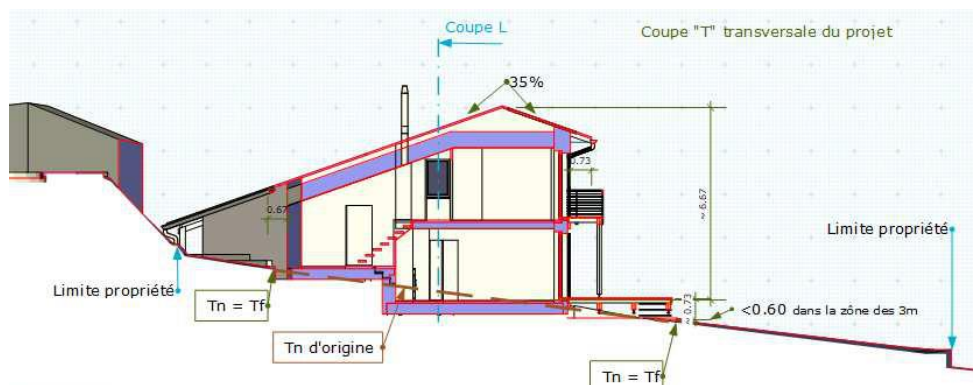 Coupe L
Coupe "T" transversale du projet
35%
0.73
0.67
~ 6.67
Limite propriété
Limite propriété
Tn = Tf
~ 0.73
<0.60 dans la zône des 3m
Tn d'origine
Tn = Tf